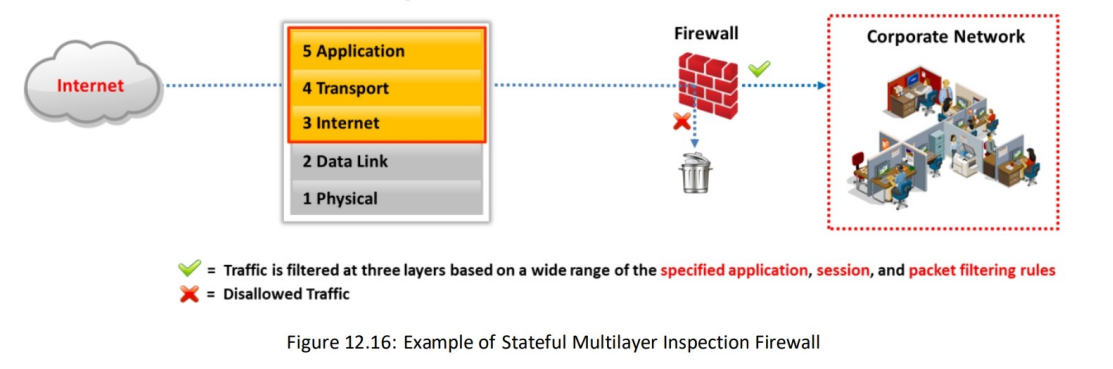 Internet
5 Application
4 Transport
3 Internet
2 Data Link
1 Physical
Firewall
Corporate Network
= Traffic is filtered at three layers based on a wide range of the specified application, session, and packet filtering rules
= Disallowed Traffic
Figure 12.16: Example of Stateful Multilayer Inspection Firewall